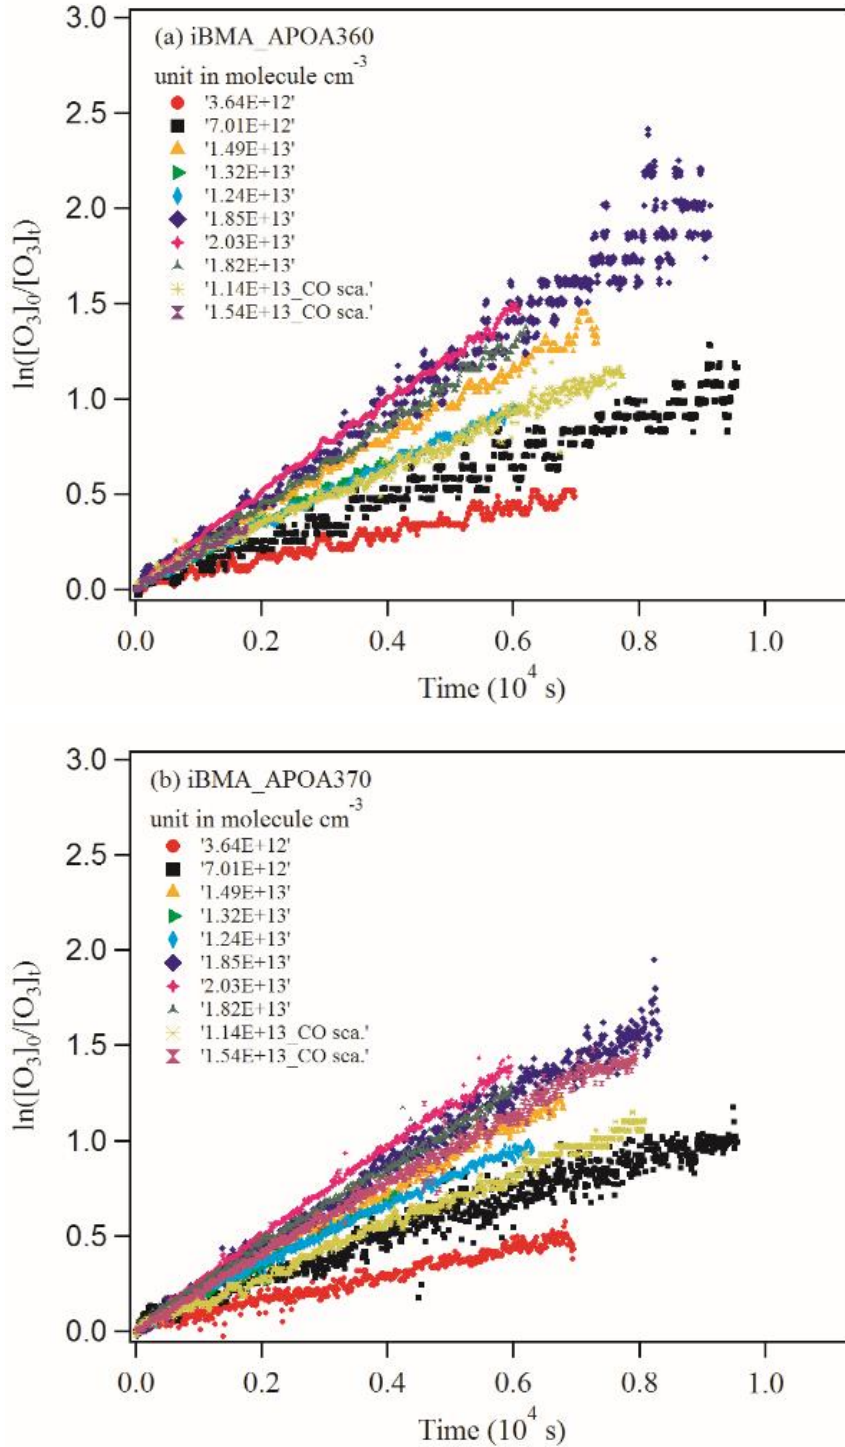 3.0
(a) iBMA_APOA360
unit in molecule cm-3
'3.64E+12'
'7.01E+12'
'1.49E+13'
'1.32E+13'
'1.24E+13'
'1.85E+13'
'2.03E+13'
'1.82E+13'
'1.14E+13_CO sca.'
'1.54E+13_CO sca.'
2.5
2.0
1.5
1.0
0.5
0.0
ln([O3]0/[O3]t)
0.0 0.2 0.4 0.6 0.8 1.0
Time (10^4 s)
3.0
(b) iBMA_APOA370
unit in molecule cm-3
'3.64E+12'
'7.01E+12'
'1.49E+13'
'1.32E+13'
'1.24E+13'
'1.85E+13'
'2.03E+13'
'1.82E+13'
'1.14E+13_CO sca.'
'1.54E+13_CO sca.'
2.5
2.0
1.5
1.0
0.5
0.0
ln([O3]0/[O3]t)
0.0 0.2 0.4 0.6 0.8 1.0
Time (10^4 s)